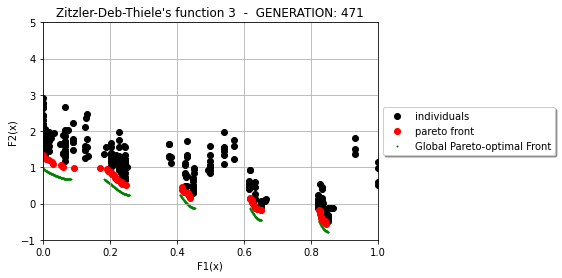 Zitzler-Deb-Thiele's function 3 - GENERATION: 471
5
4
3
2
1
0
−1
F2(x)
0.0 0.2 0.4 0.6 0.8 1.0
F1(x)
individuals
pareto front
Global Pareto-optimal Front